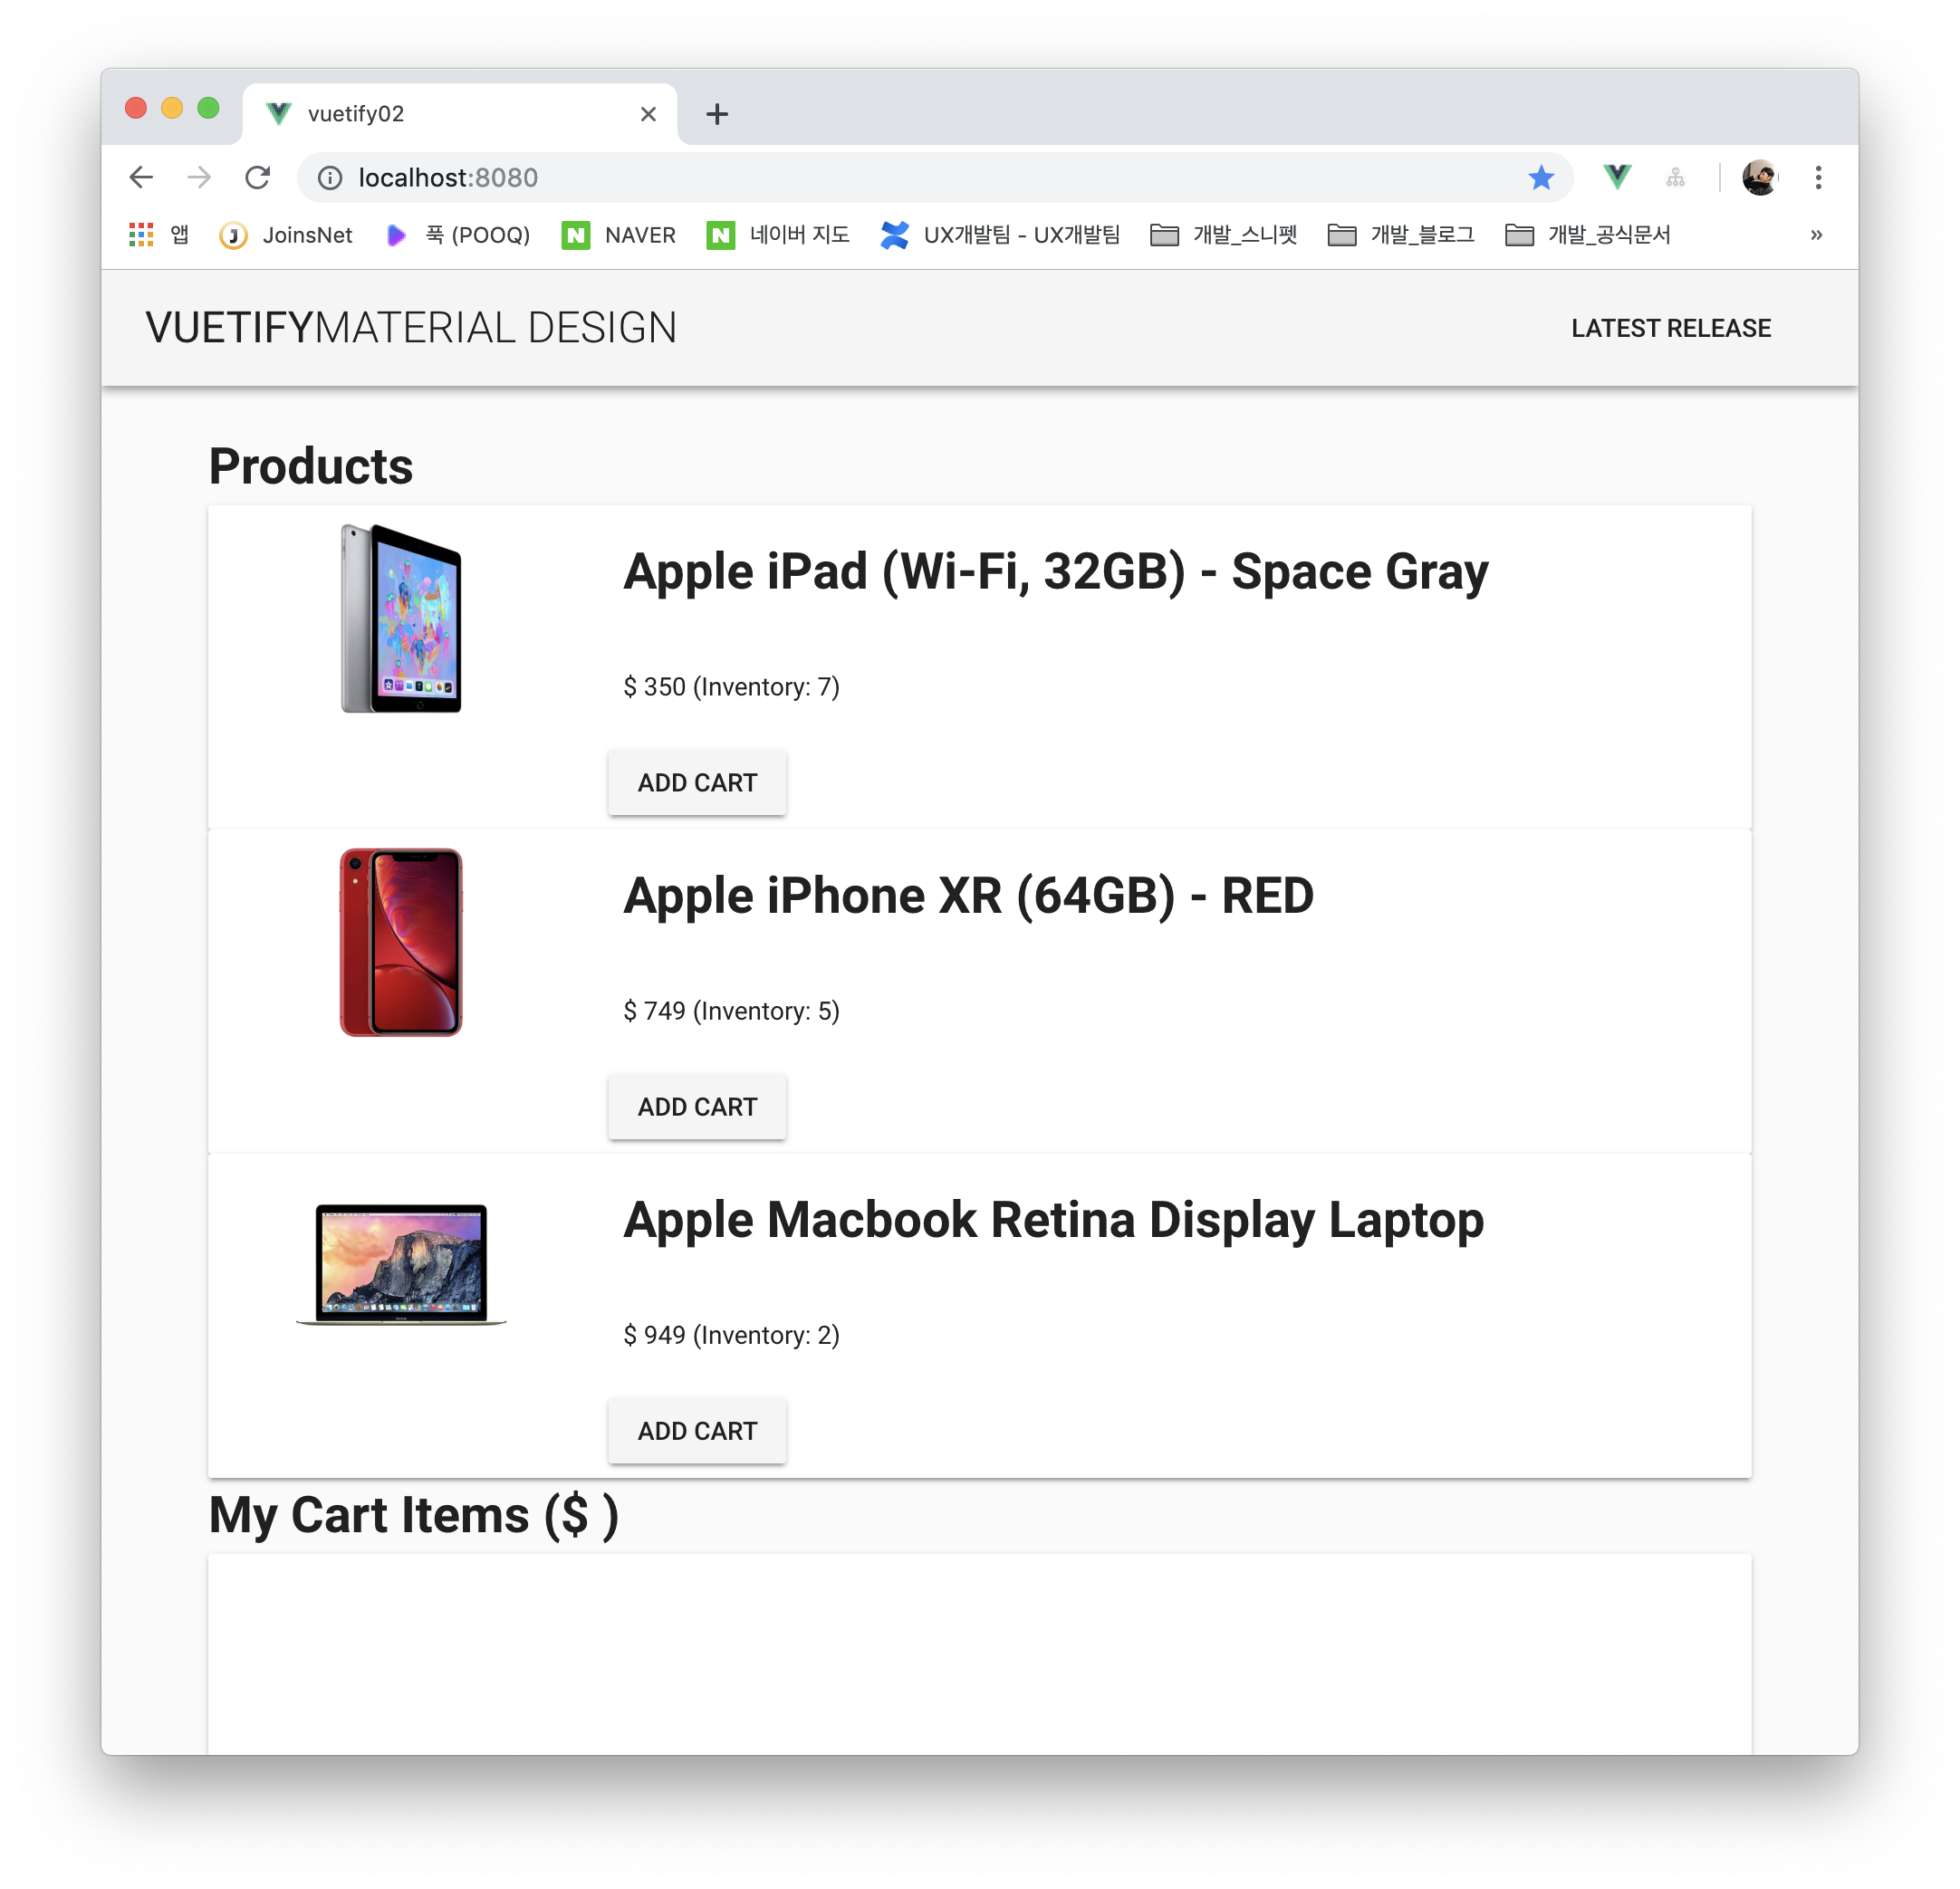 vuetify02
localhost:8080
앱 JoinsNet 푹 (POOQ) NAVER 네이버 지도 UX개발팀 - UX개발팀 개발_스니펫 개발_블로그 개발_공식문서 »
VUETIFYMATERIAL DESIGN
LATEST RELEASE
Products
Apple iPad (Wi-Fi, 32GB) - Space Gray
$ 350 (Inventory: 7)
ADD CART
Apple iPhone XR (64GB) - RED
$ 749 (Inventory: 5)
ADD CART
Apple Macbook Retina Display Laptop
$ 949 (Inventory: 2)
ADD CART
My Cart Items ($ )